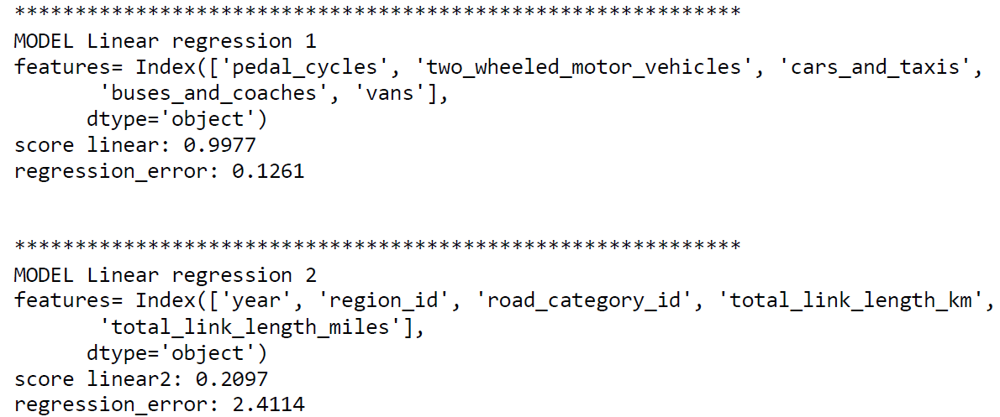 ************************************************************
MODEL Linear regression 1
features= Index(['pedal_cycles', 'two_wheeled_motor_vehicles', 'cars_and_taxis',
       'buses_and_coaches', 'vans'],
      dtype='object')
score linear: 0.9977
regression_error: 0.1261
************************************************************
MODEL Linear regression 2
features= Index(['year', 'region_id', 'road_category_id', 'total_link_length_km',
       'total_link_length_miles'],
      dtype='object')
score linear2: 0.2097
regression_error: 2.4114